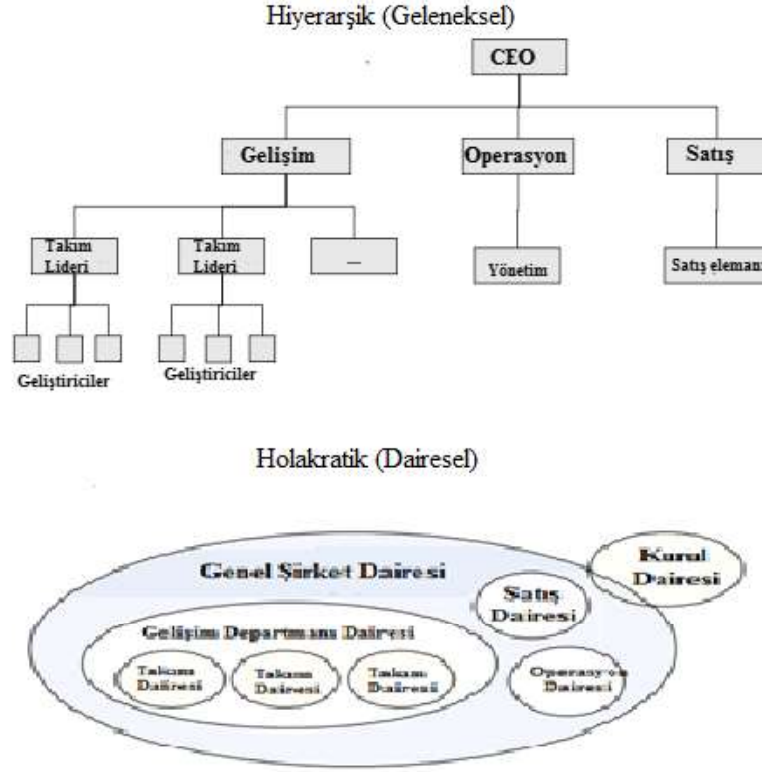 Hiyerarşik (Geleneksel)
CEO
Gelişim
Operasyon
Satış
Takım
Lideri
Takım
Lideri
...
Yönetim
Satış elemanı
Geliştiriciler
Geliştiriciler
Holakratik (Dairesel)
Genel Şirket Dairesi
Kurul
Dairesi
Satış
Dairesi
Gelişim Departmanı Dairesi
Takım
Dairesi
Takım
Dairesi
Takım
Dairesi
Operasyon
Dairesi